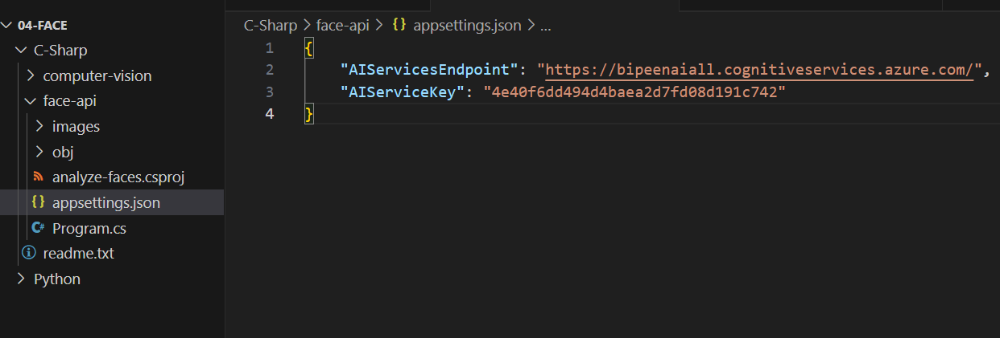 04-FACE
C-Sharp
computer-vision
face-api
images
obj
analyze-faces.csproj
{} appsettings.json
C# Program.cs
readme.txt
Python
C-Sharp > face-api > {} appsettings.json > ...
1 {
2 "AIServicesEndpoint": "https://bipeenaiall.cognitiveservices.azure.com/",
3 "AIServiceKey": "4e40f6dd494d4baea2d7fd08d191c742"
4 }